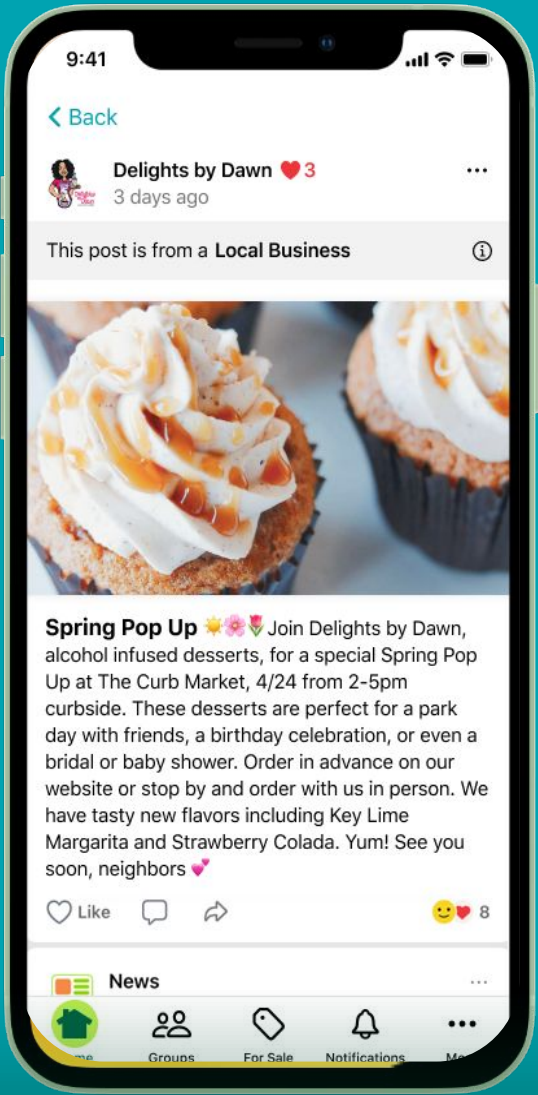 9:41
Back
Delights by Dawn ❤️3
3 days ago
This post is from a Local Business
Spring Pop Up ☀️🌸🌷Join Delights by Dawn,
alcohol infused desserts, for a special Spring Pop
Up at The Curb Market, 4/24 from 2-5pm
curbside. These desserts are perfect for a park
day with friends, a birthday celebration, or even a
bridal or baby shower. Order in advance on our
website or stop by and order with us in person. We
have tasty new flavors including Key Lime
Margarita and Strawberry Colada. Yum! See you
soon, neighbors 💕
Like 8
News
Groups For Sale Notifications